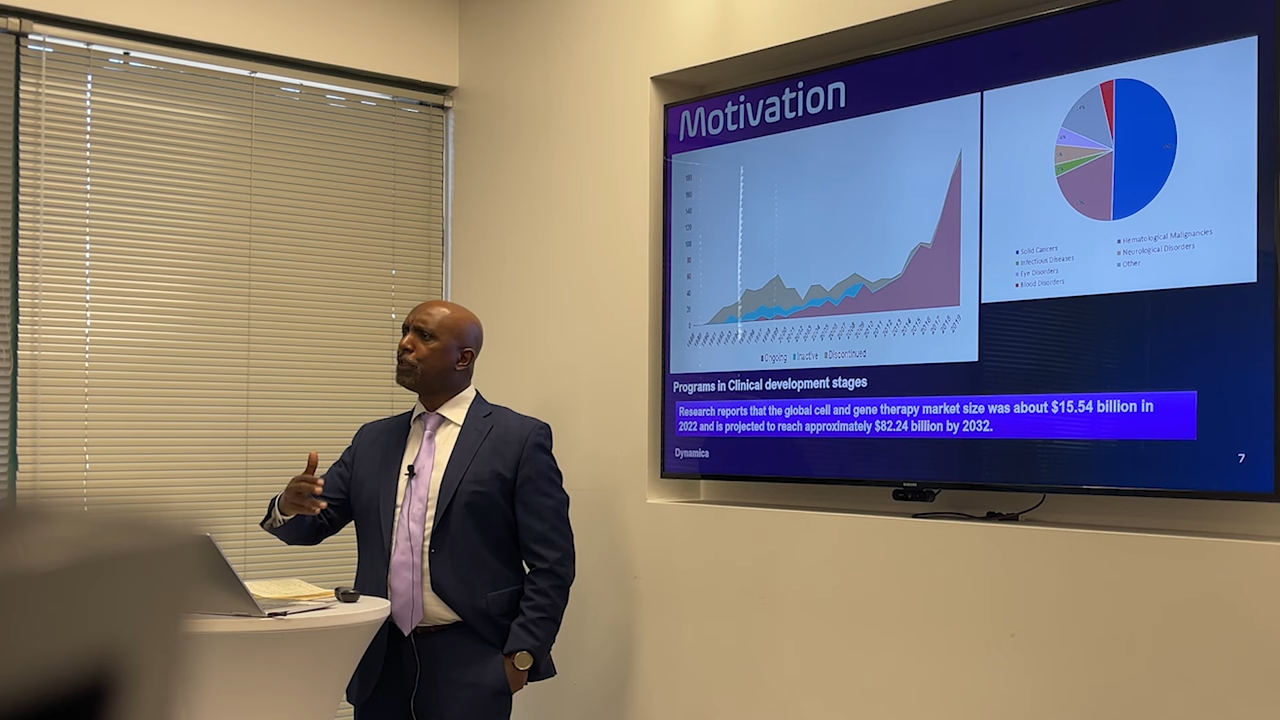 Motivation
Ongoing Inactive Discontinued
Solid Cancers
Hematological Malignancies
Infectious Diseases
Neurological Disorders
Eye Disorders
Other
Blood Disorders
Programs in Clinical development stages
Research reports that the global cell and gene therapy market size was about $15.54 billion in
2022 and is projected to reach approximately $82.24 billion by 2032.
Dynamica
7
SAMSUNG